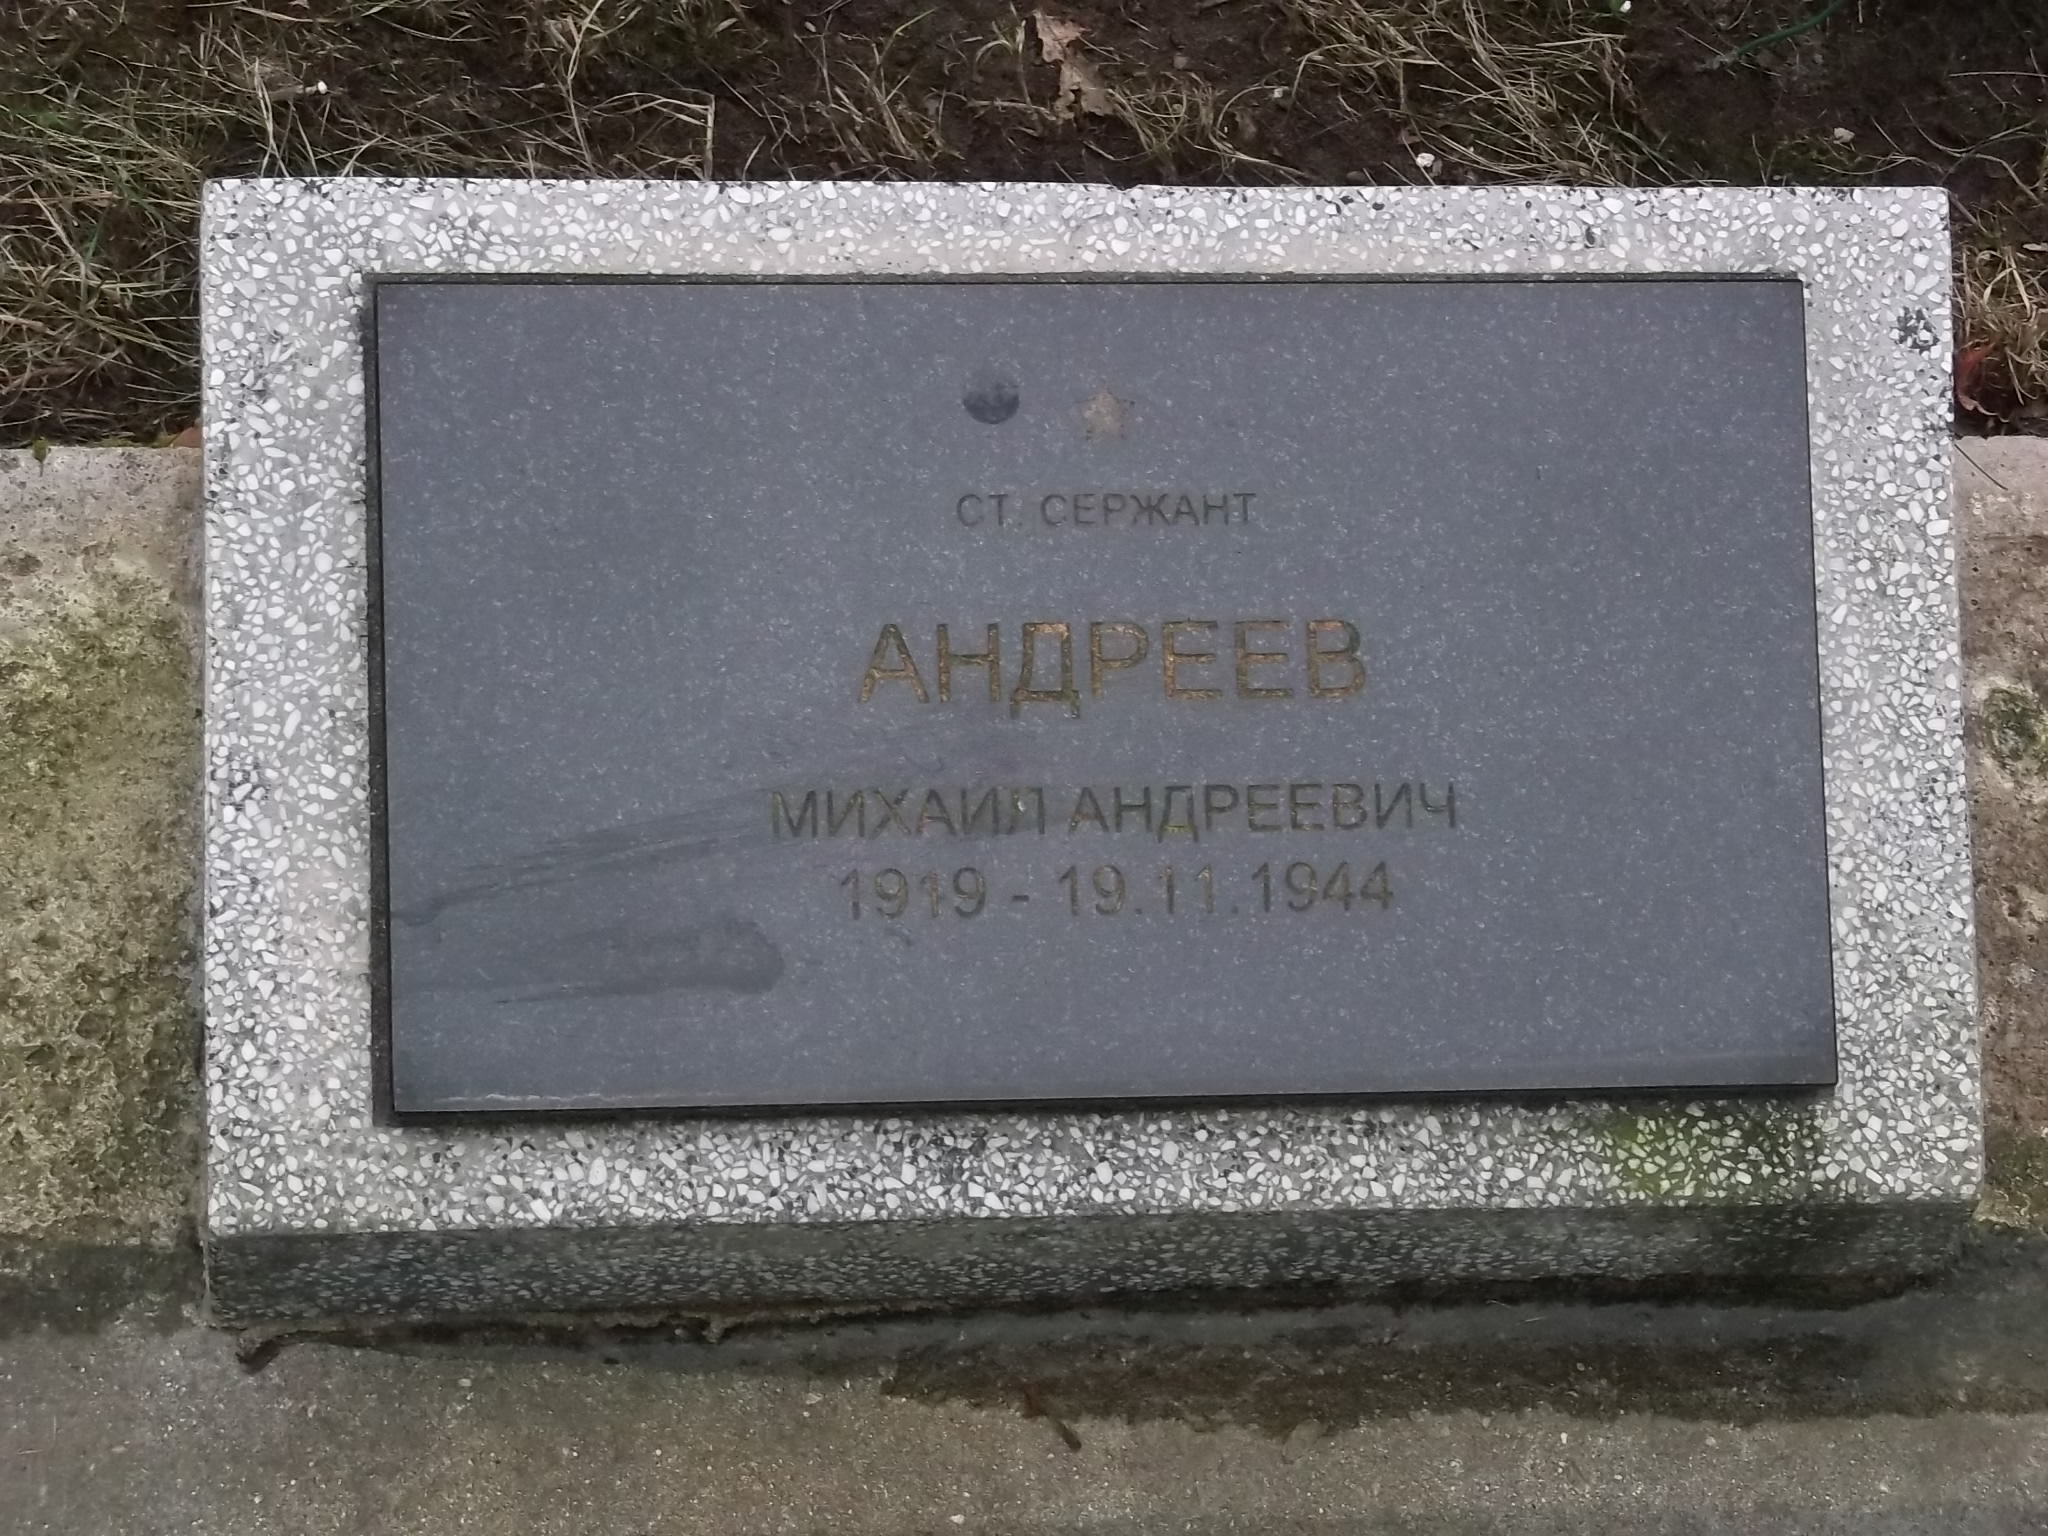 СТ. СЕРЖАНТ
АНДРЕЕВ
МИХАИЛ АНДРЕЕВИЧ
1919 - 19.11.1944